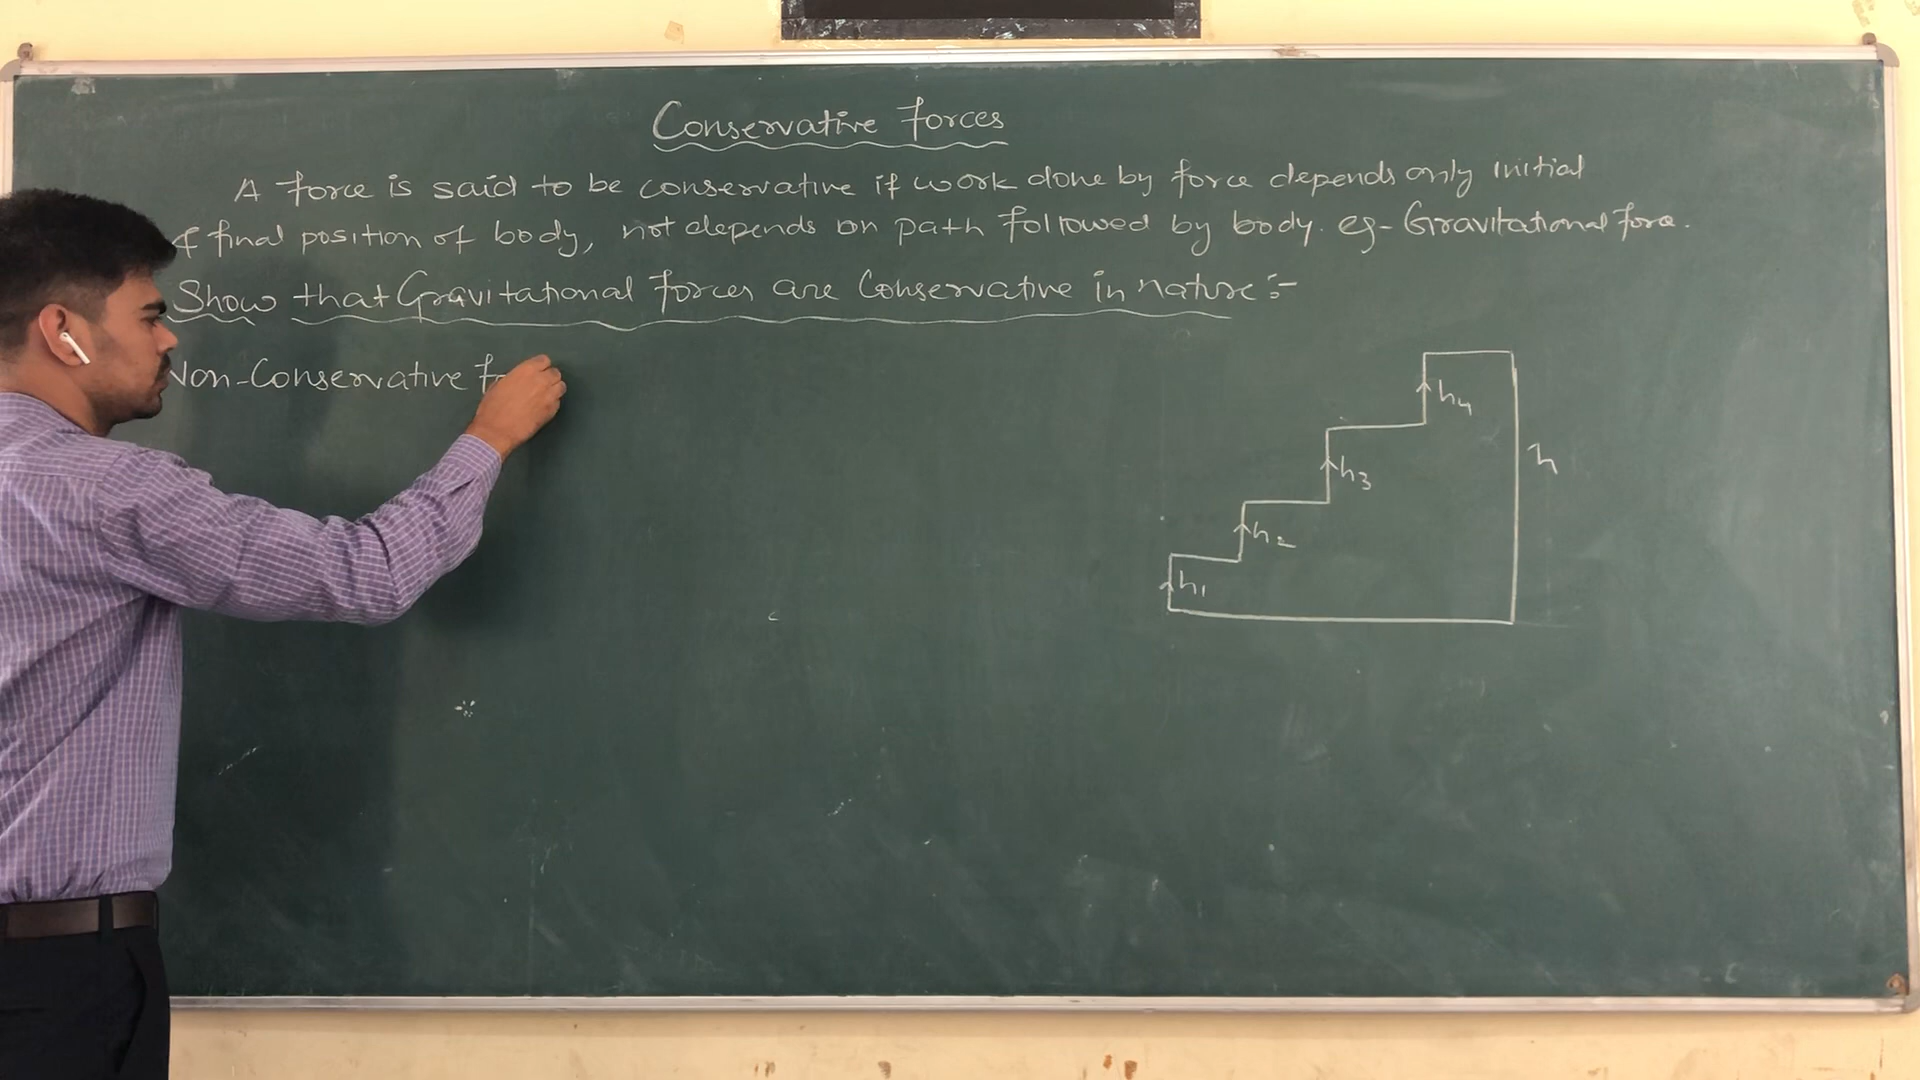 Conservative Forces
A force is said to be conservative if work done by force depends only initial
& final position of body, not depends on path followed by body. eg- Gravitational force.
Show that Gravitational Forces are Conservative in nature:-
Non-Conservative
h4
h
h3
h2
h1